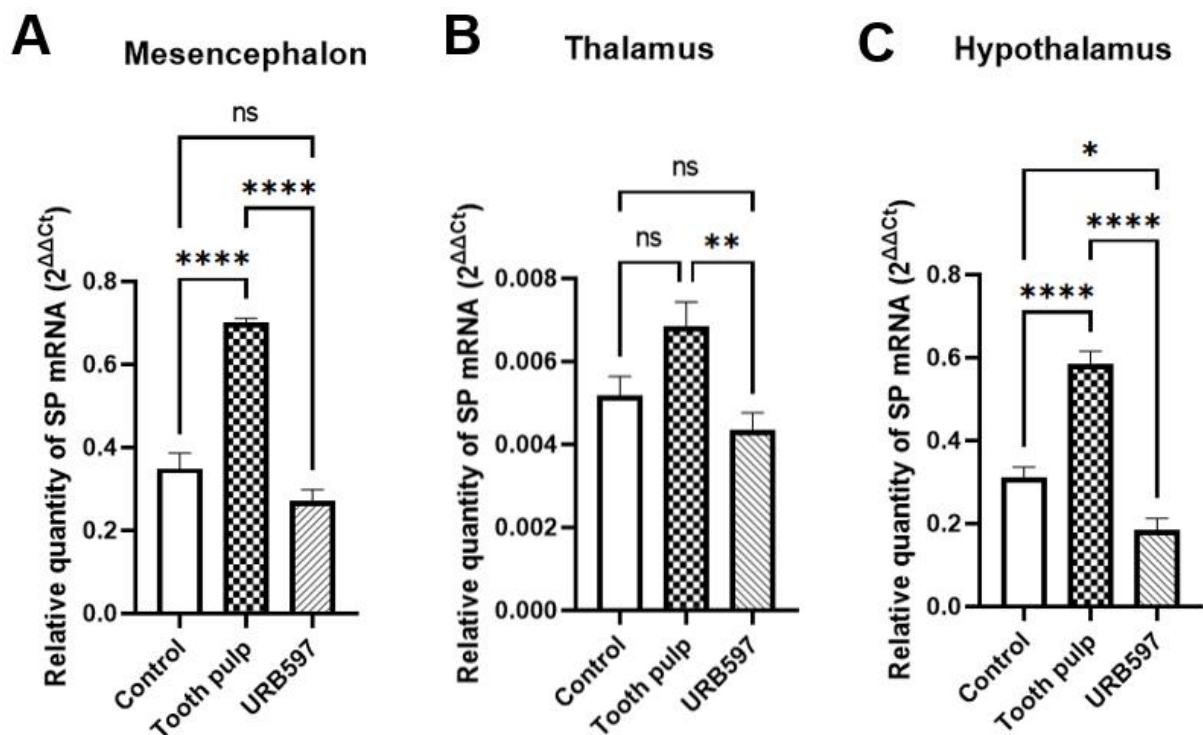 A
Mesencephalon
ns
****
****
Relative quantity of SP mRNA (2^ΔΔCt)
0.8
0.6
0.4
0.2
0.0
Control
Tooth pulp
URB597
B
Thalamus
ns
ns
**
Relative quantity of SP mRNA (2^ΔΔCt)
0.008
0.006
0.004
0.002
0.000
Control
Tooth pulp
URB597
C
Hypothalamus
*
****
****
Relative quantity of SP mRNA (2^ΔΔCt)
0.8
0.6
0.4
0.2
0.0
Control
Tooth pulp
URB597